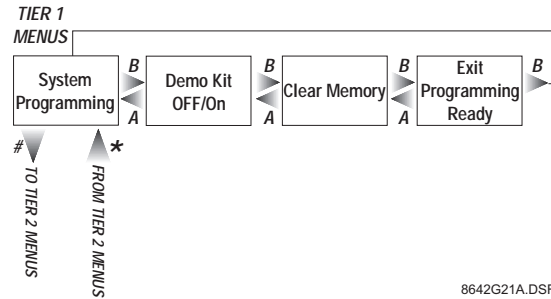 TIER 1
MENUS
System
Programming
B
A
Demo Kit
OFF/On
B
A
Clear Memory
B
A
Exit
Programming
Ready
B
#
*
TO TIER 2 MENUS
FROM TIER 2 MENUS
8642G21A.DSF